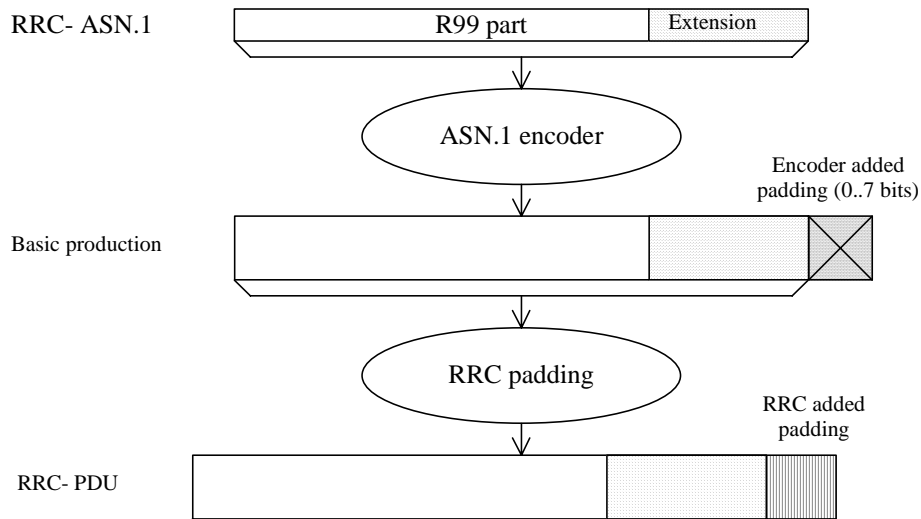 RRC- ASN.1
R99 part
Extension
ASN.1 encoder
Encoder added
padding (0..7 bits)
Basic production
RRC padding
RRC added
padding
RRC- PDU